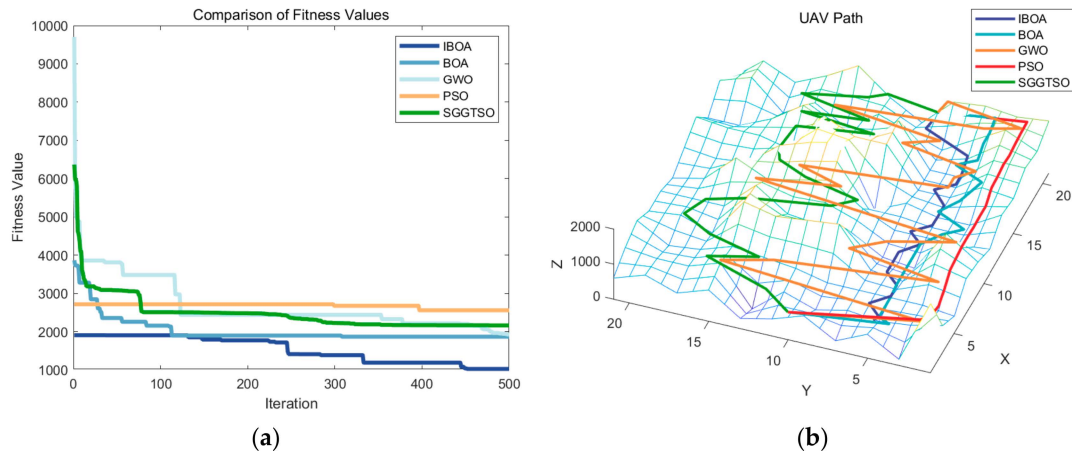 Comparison of Fitness Values
10000
9000
8000
7000
6000
5000
4000
3000
2000
1000
Fitness Value
0
100
200
300
400
500
Iteration
IBOA
BOA
GWO
PSO
SGGTSO
(a)
UAV Path
IBOA
BOA
GWO
PSO
SGGTSO
Z
2000
1000
0
20
15
10
5
Y
5
10
15
20
X
(b)